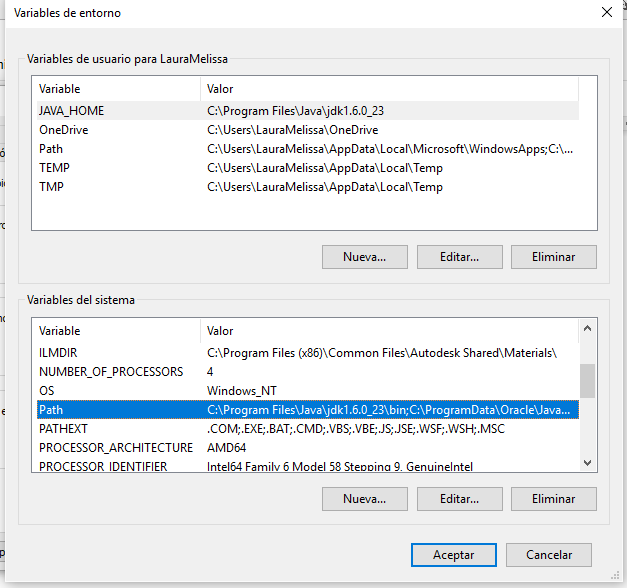 Variables de entorno
Variables de usuario para LauraMelissa
Variable Valor
JAVA_HOME C:\Program Files\Java\jdk1.6.0_23
OneDrive C:\Users\LauraMelissa\OneDrive
Path C:\Users\LauraMelissa\AppData\Local\Microsoft\WindowsApps;C:\...
TEMP C:\Users\LauraMelissa\AppData\Local\Temp
TMP C:\Users\LauraMelissa\AppData\Local\Temp
Nueva... Editar... Eliminar
Variables del sistema
Variable Valor
ILMDIR C:\Program Files (x86)\Common Files\Autodesk Shared\Materials\
NUMBER_OF_PROCESSORS 4
OS Windows_NT
Path C:\Program Files\Java\jdk1.6.0_23\bin;C:\ProgramData\Oracle\Java...
PATHEXT .COM;.EXE;.BAT;.CMD;.VBS;.VBE;.JS;.JSE;.WSF;.WSH;.MSC
PROCESSOR_ARCHITECTURE AMD64
PROCESSOR_IDENTIFIER Intel64 Family 6 Model 58 Stepping 9, GenuineIntel
Nueva... Editar... Eliminar
Aceptar Cancelar